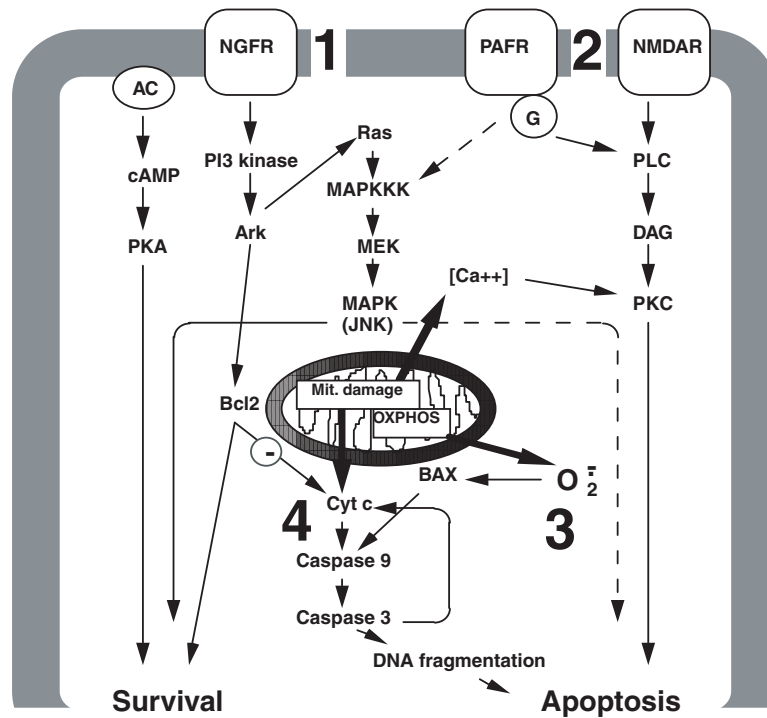 NGFR
1
PAFR
2
NMDAR
AC
G
Ras
PI3 kinase
PLC
cAMP
MAPKKK
Ark
DAG
PKA
MEK
[Ca++]
MAPK
(JNK)
PKC
Mit. damage
OXPHOS
Bcl2
-
BAX
O2-
Cyt c
4
3
Caspase 9
Caspase 3
DNA fragmentation
Survival
Apoptosis